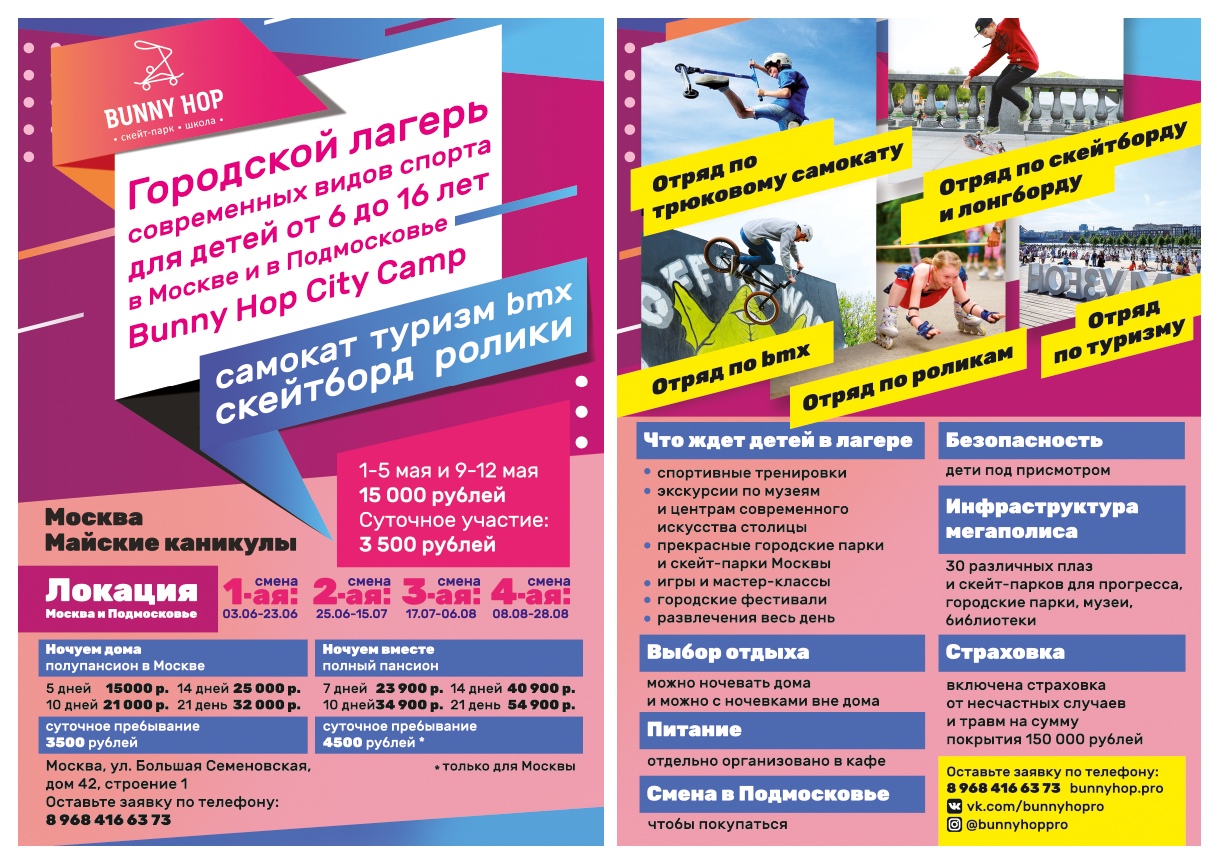 BUNNY HOP
• скейт-парк • школа •
Городской лагерь
современных видов спорта
для детей от 6 до 16 лет
в Москве и в Подмосковье
Bunny Hop City Camp
самокат туризм bmx
скейтборд ролики
1-5 мая и 9-12 мая
15 000 рублей
Суточное участие:
3 500 рублей
Москва
Майские каникулы
Локация
Москва и Подмосковье
1-ая: смена
03.06-23.06
2-ая: смена
25.06-15.07
3-ая: смена
17.07-06.08
4-ая: смена
08.08-28.08
Ночуем дома
полупансион в Москве
5 дней 15000 р. 14 дней 25 000 р.
10 дней 21 000 р. 21 день 32 000 р.
суточное пребывание
3500 рублей
Ночуем вместе
полный пансион
7 дней 23 900 р. 14 дней 40 900 р.
10 дней34 900 р. 21 день 54 900 р.
суточное пребывание
4500 рублей *
* только для Москвы
Москва, ул. Большая Семеновская,
дом 42, строение 1
Оставьте заявку по телефону:
8 968 416 63 73
Отряд по
трюковому самокату
Отряд по скейтборду
и лонгборду
OFF
МУЗЕОН
Отряд по bmx
Отряд по роликам
Отряд
по туризму
Что ждет детей в лагере
• спортивные тренировки
• экскурсии по музеям
и центрам современного
искусства столицы
• прекрасные городские парки
и скейт-парки Москвы
• игры и мастер-классы
• городские фестивали
• развлечения весь день
Выбор отдыха
можно ночевать дома
и можно с ночевками вне дома
Питание
отдельно организовано в кафе
Смена в Подмосковье
чтобы покупаться
Безопасность
дети под присмотром
Инфраструктура
мегаполиса
30 различных плаз
и скейт-парков для прогресса,
городские парки, музеи,
библиотеки
Страховка
включена страховка
от несчастных случаев
и травм на сумму
покрытия 150 000 рублей
Оставьте заявку по телефону:
8 968 416 63 73 bunnyhop.pro
vk.com/bunnyhopro
@bunnyhoppro